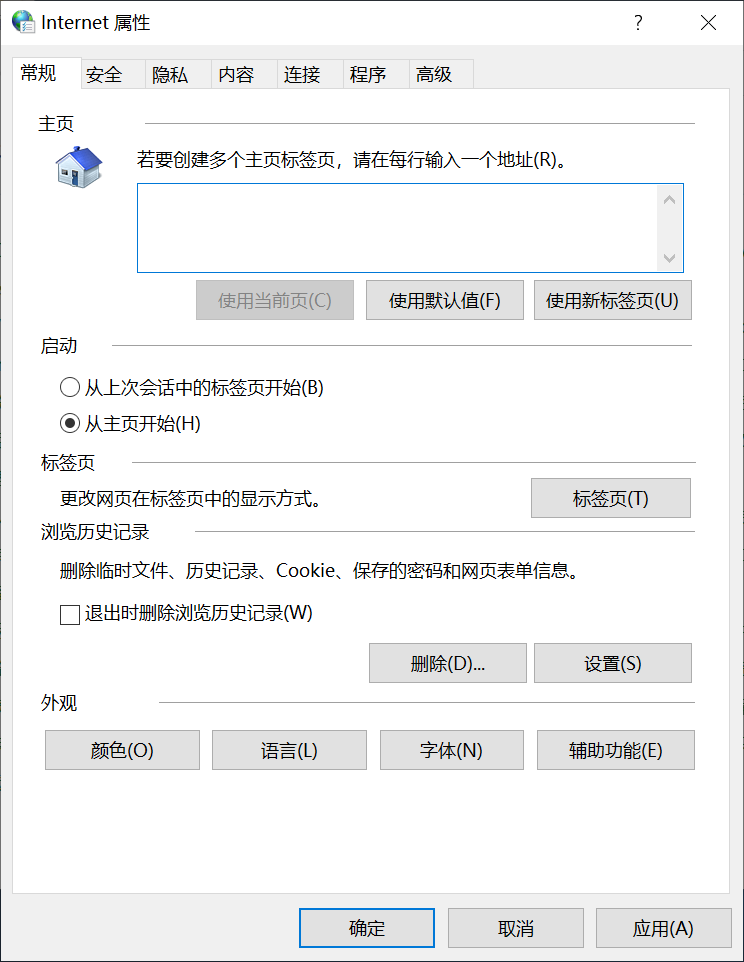 Internet 属性
?
常规 安全 隐私 内容 连接 程序 高级
主页
若要创建多个主页标签页，请在每行输入一个地址(R)。
使用当前页(C) 使用默认值(F) 使用新标签页(U)
启动
从上次会话中的标签页开始(B)
从主页开始(H)
标签页
更改网页在标签页中的显示方式。 标签页(T)
浏览历史记录
删除临时文件、历史记录、Cookie、保存的密码和网页表单信息。
退出时删除浏览历史记录(W)
删除(D)... 设置(S)
外观
颜色(O) 语言(L) 字体(N) 辅助功能(E)
确定 取消 应用(A)